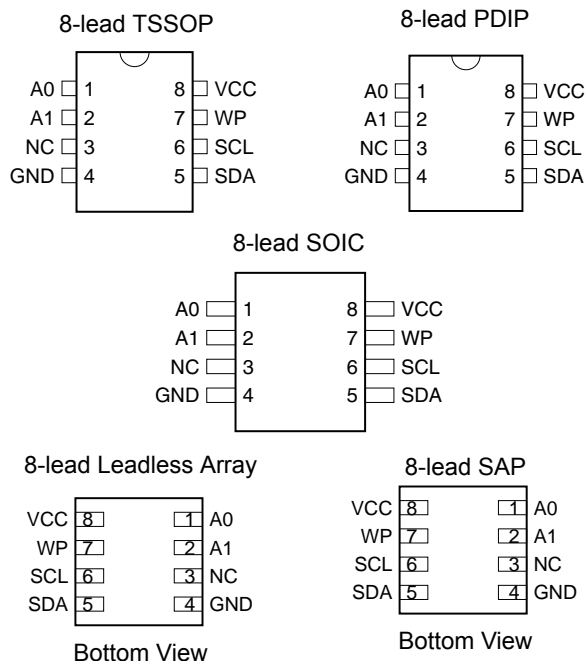 8-lead TSSOP
A0 1 8 VCC
A1 2 7 WP
NC 3 6 SCL
GND 4 5 SDA
8-lead PDIP
A0 1 8 VCC
A1 2 7 WP
NC 3 6 SCL
GND 4 5 SDA
8-lead SOIC
A0 1 8 VCC
A1 2 7 WP
NC 3 6 SCL
GND 4 5 SDA
8-lead Leadless Array
VCC 8 1 A0
WP 7 2 A1
SCL 6 3 NC
SDA 5 4 GND
Bottom View
8-lead SAP
VCC 8 1 A0
WP 7 2 A1
SCL 6 3 NC
SDA 5 4 GND
Bottom View